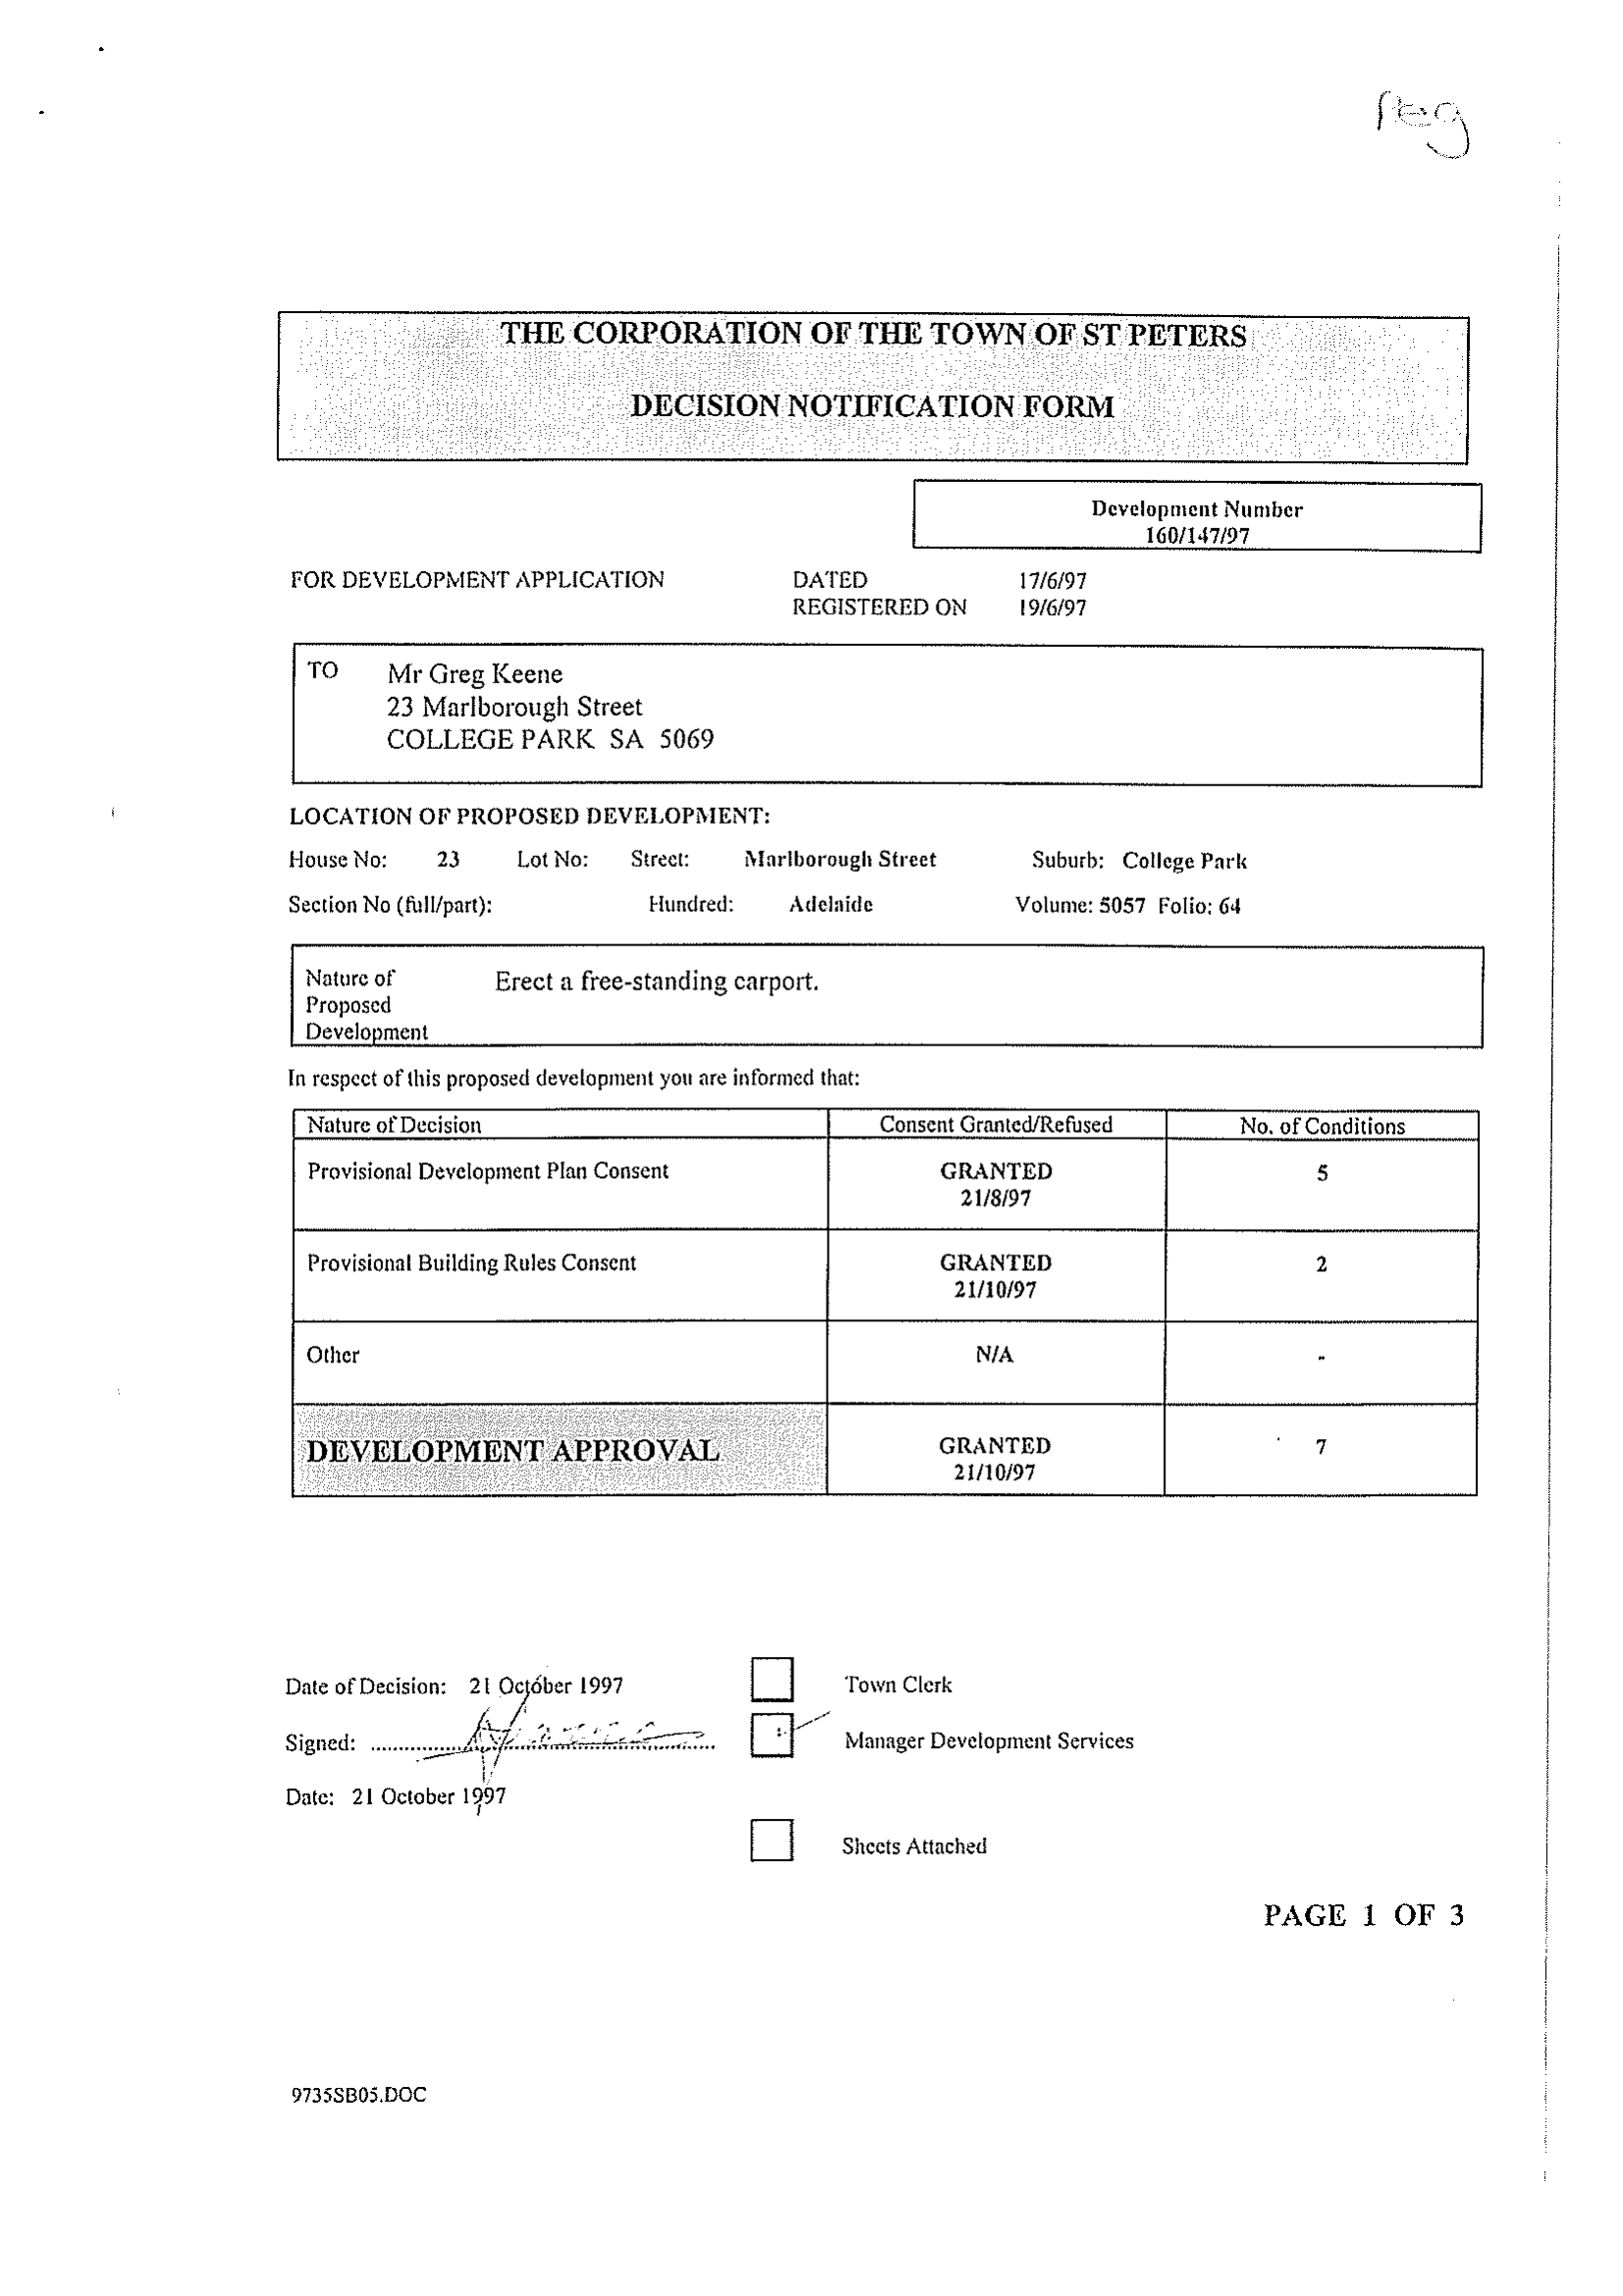 THE CORPORATION OF THE TOWN OF ST PETERS
DECISION NOTIFICATION FORM
Development Number
160/147/97
FOR DEVELOPMENT APPLICATION DATED 17/6/97
REGISTERED ON 19/6/97
TO Mr Greg Keene
23 Marlborough Street
COLLEGE PARK SA 5069
LOCATION OF PROPOSED DEVELOPMENT:
House No: 23 Lot No: Street: Marlborough Street Suburb: College Park
Section No (full/part): Hundred: Adelaide Volume: 5057 Folio: 64
Nature of Erect a free-standing carport.
Proposed
Development
In respect of this proposed development you are informed that:
Nature of Decision Consent Granted/Refused No. of Conditions
Provisional Development Plan Consent GRANTED 5
21/8/97
Provisional Building Rules Consent GRANTED 2
21/10/97
Other N/A -
DEVELOPMENT APPROVAL GRANTED 7
21/10/97
Date of Decision: 21 October 1997 Town Clerk
Signed: Manager Development Services
Date: 21 October 1997
Sheets Attached
PAGE 1 OF 3
9735SB05.DOC